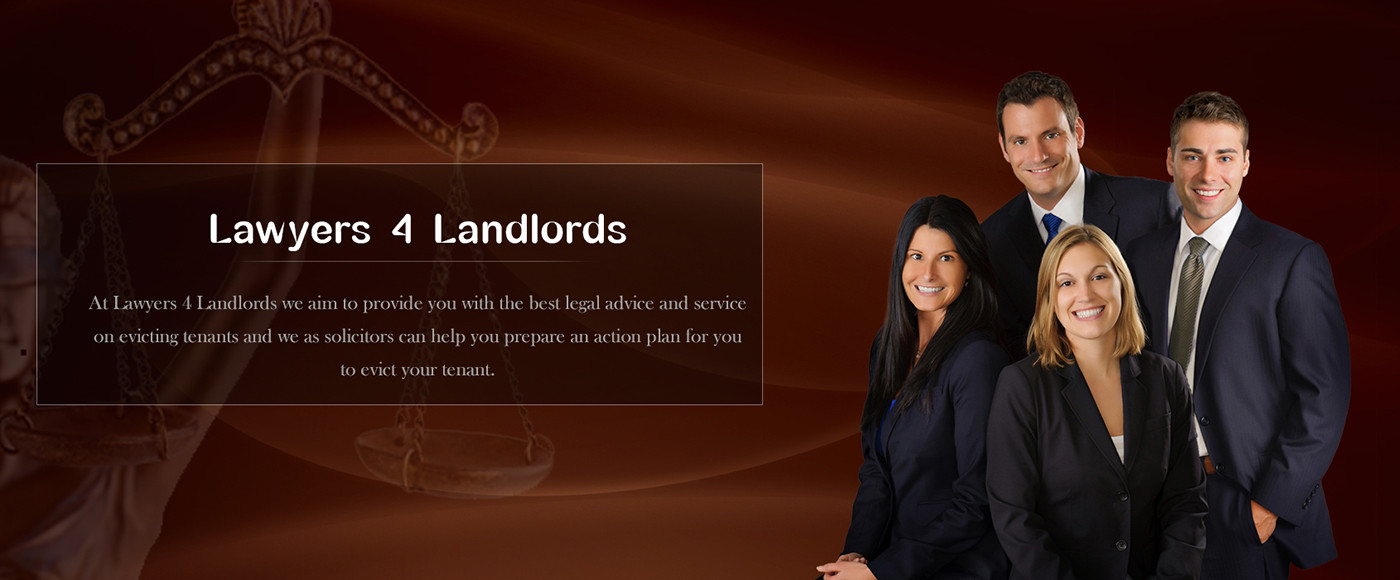 Lawyers 4 Landlords
At Lawyers 4 Landlords we aim to provide you with the best legal advice and service
on evicting tenants and we as solicitors can help you prepare an action plan for you
to evict your tenant.